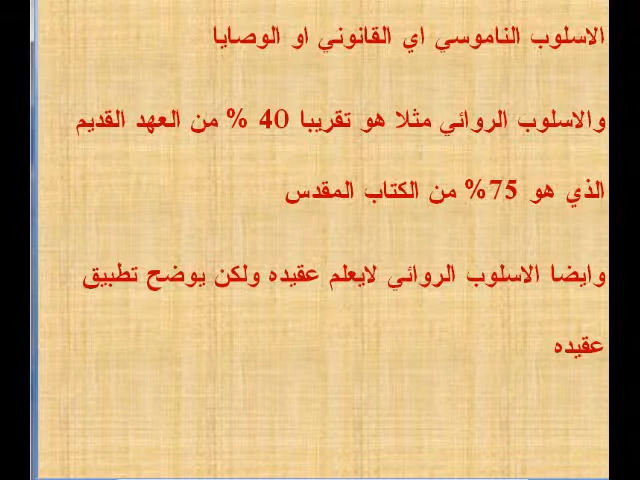 الاسلوب الناموسي اي القانوني او الوصايا
والاسلوب الروائي مثلا هو تقريبا 40 % من العهد القديم
الذي هو 75% من الكتاب المقدس
وايضا الاسلوب الروائي لايعلم عقيده ولكن يوضح تطبيق
عقيده